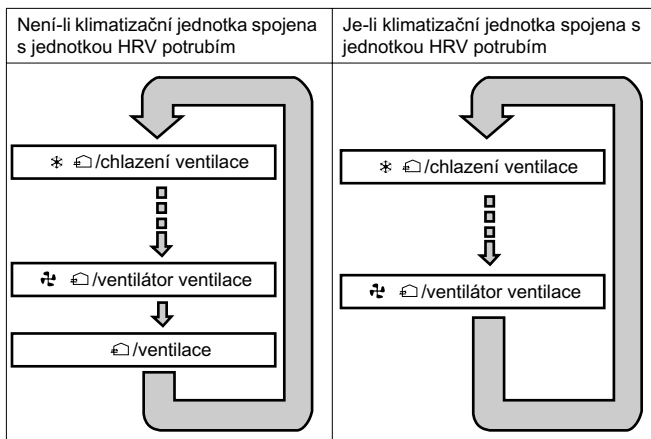 Není-li klimatizační jednotka spojena
s jednotkou HRV potrubím
/chlazení ventilace
/ventilátor ventilace
/ventilace
Je-li klimatizační jednotka spojena s
jednotkou HRV potrubím
/chlazení ventilace
/ventilátor ventilace